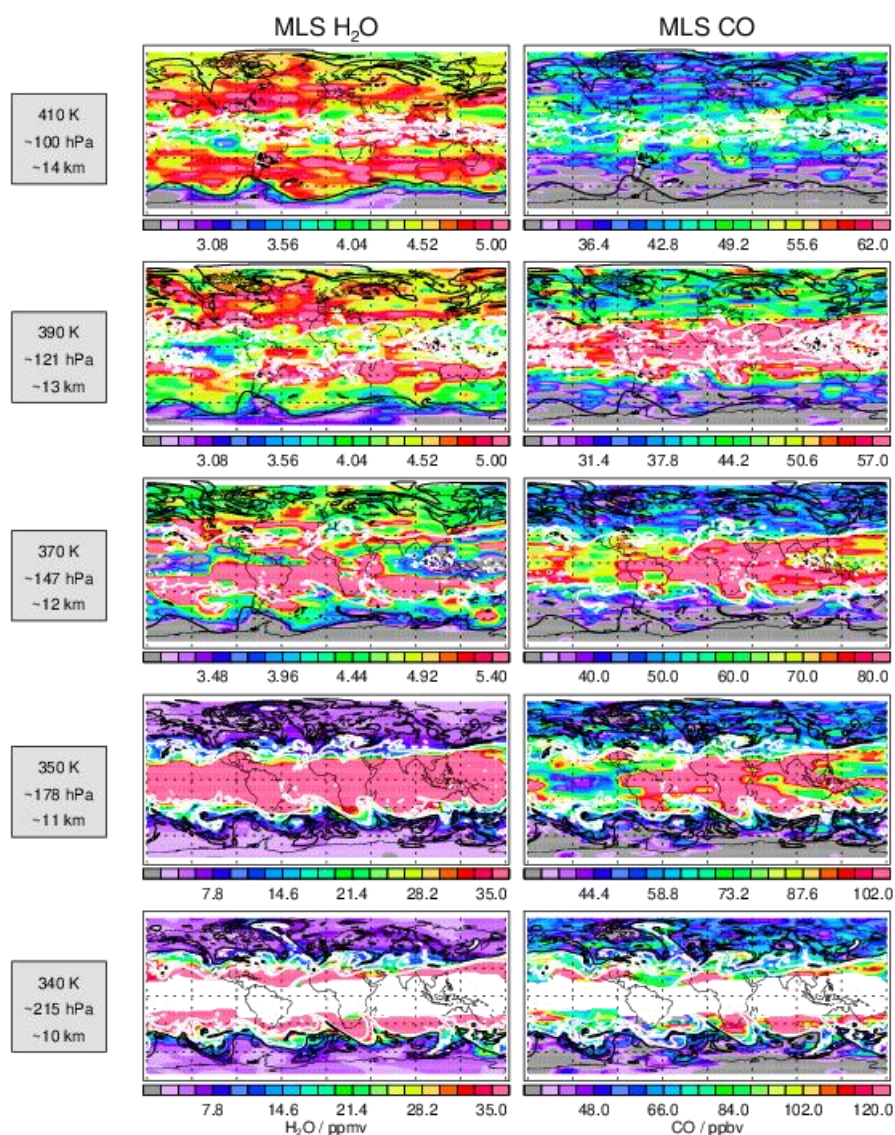 MLS H₂O MLS CO
410 K
~100 hPa
~14 km
3.08 3.56 4.04 4.52 5.00 36.4 42.8 49.2 55.6 62.0
390 K
~121 hPa
~13 km
3.08 3.56 4.04 4.52 5.00 31.4 37.8 44.2 50.6 57.0
370 K
~147 hPa
~12 km
3.48 3.96 4.44 4.92 5.40 40.0 50.0 60.0 70.0 80.0
350 K
~178 hPa
~11 km
7.8 14.6 21.4 28.2 35.0 44.4 58.8 73.2 87.6 102.0
340 K
~215 hPa
~10 km
7.8 14.6 21.4 28.2 35.0 48.0 66.0 84.0 102.0 120.0
H₂O / ppmv CO / ppbv